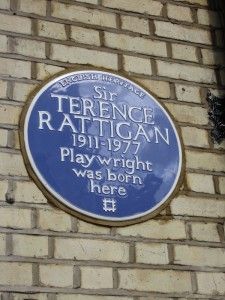 ENGLISH HERITAGE
Sir
TERENCE
RATTIGAN
1911-1977
Playwright
was born
here